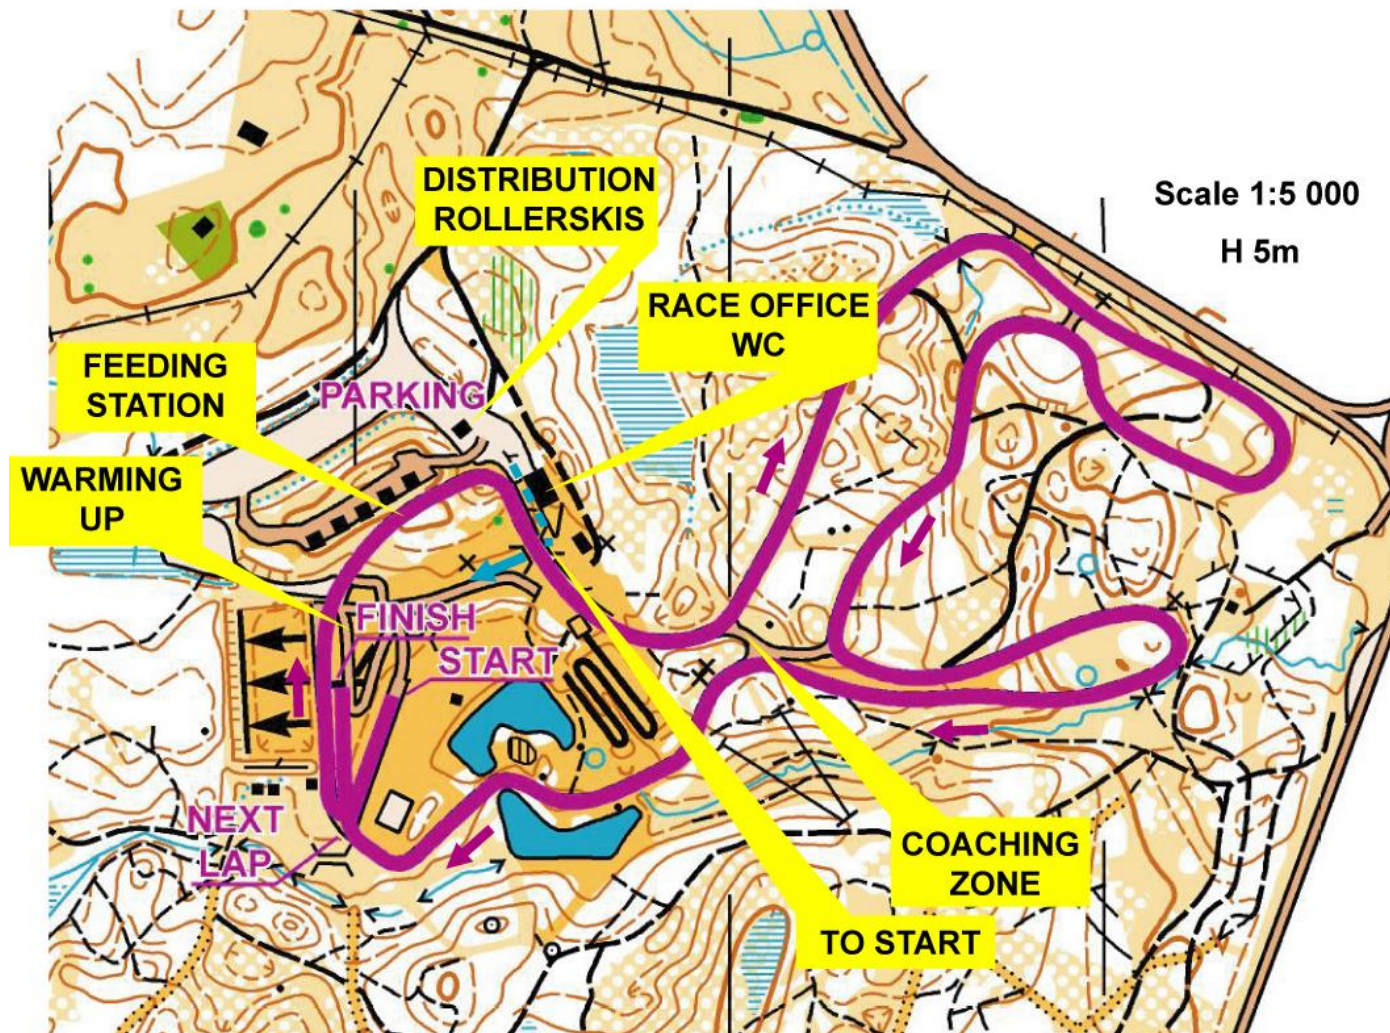 DISTRIBUTION
ROLLERSKIS
Scale 1:5 000
H 5m
RACE OFFICE
WC
FEEDING
STATION
PARKING
WARMING
UP
FINISH
START
NEXT
LAP
COACHING
ZONE
TO START